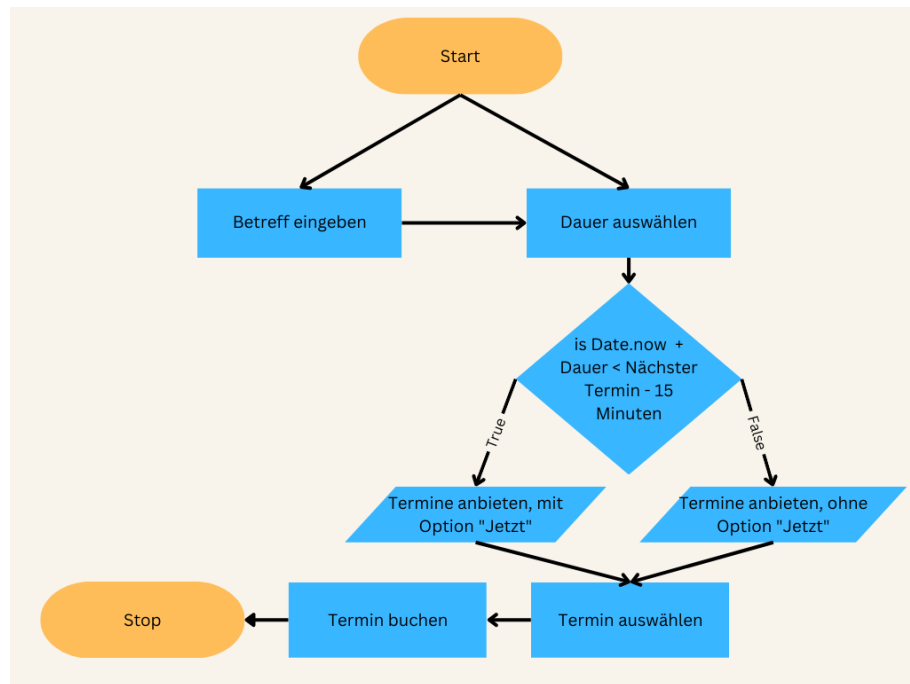 Start
Betreff eingeben
Dauer auswählen
is Date.now +
Dauer < Nächster
Termin - 15
Minuten
True
False
Termine anbieten, mit
Option "Jetzt"
Termine anbieten, ohne
Option "Jetzt"
Stop
Termin buchen
Termin auswählen